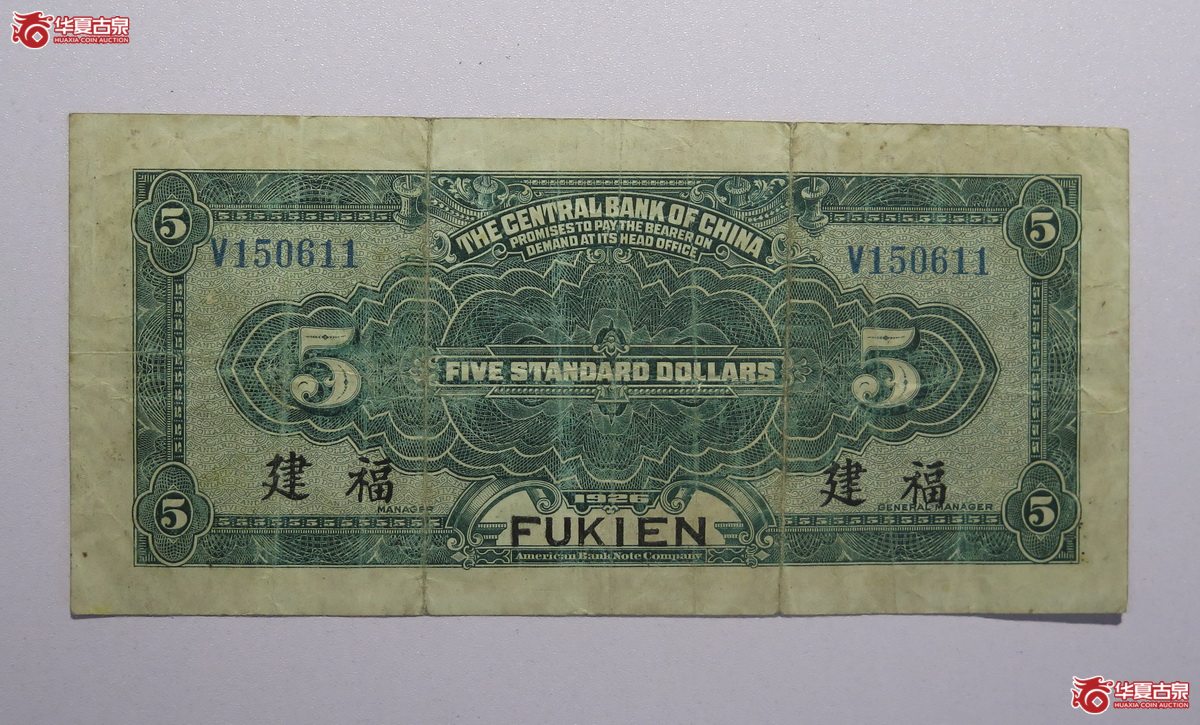 华夏古泉
HUAXIA COIN AUCTION
THE CENTRAL BANK OF CHINA
PROMISES TO PAY THE BEARER ON
DEMAND AT ITS HEAD OFFICE
5
5
V150611
V150611
5
FIVE STANDARD DOLLARS
5
建 福
建 福
MANAGER
GENERAL MANAGER
5
5
1926
FUKIEN
American Bank Note Company
华夏古泉
HUAXIA COIN AUCTION